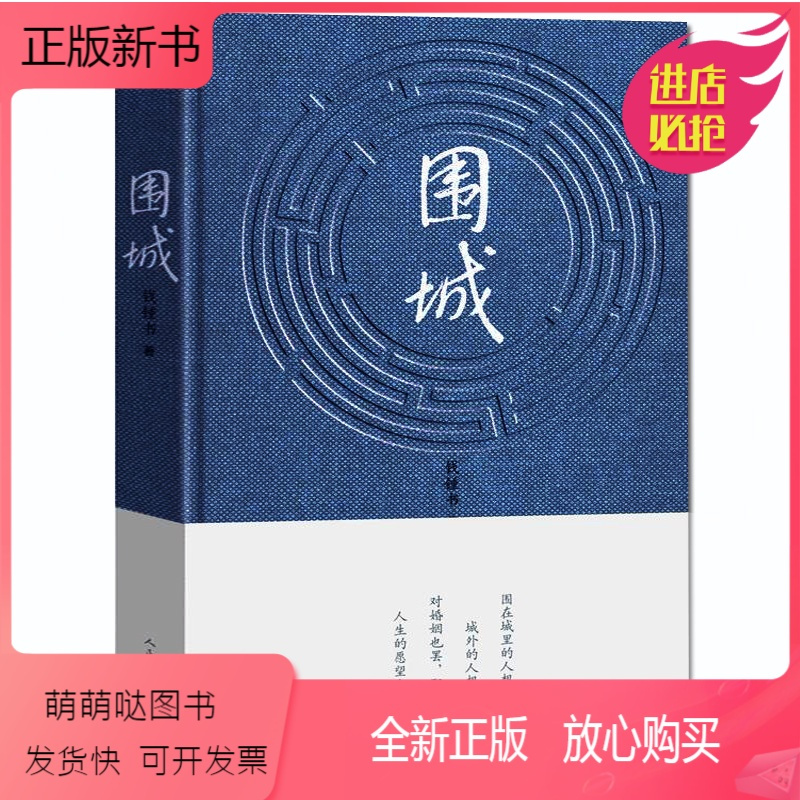 正版新书
进店
必抢
围城
钱锺书 著
围城
钱锺书
围在城里的人想
城外的人想
对婚姻也罢，
人生的愿望
人
萌萌哒图书
发货快 可开发票
全新正版 放心购买